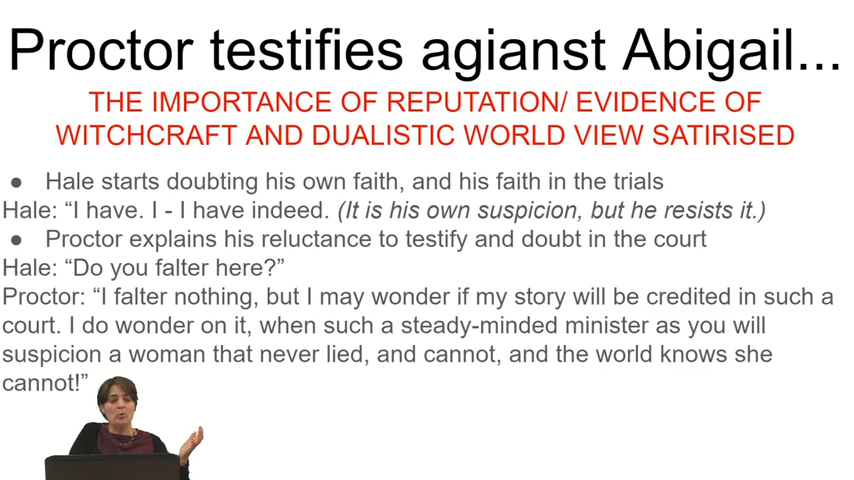 Proctor testifies agianst Abigail...
THE IMPORTANCE OF REPUTATION/ EVIDENCE OF
WITCHCRAFT AND DUALISTIC WORLD VIEW SATIRISED
● Hale starts doubting his own faith, and his faith in the trials
Hale: “I have. I - I have indeed. (It is his own suspicion, but he resists it.)
● Proctor explains his reluctance to testify and doubt in the court
Hale: “Do you falter here?”
Proctor: “I falter nothing, but I may wonder if my story will be credited in such a
court. I do wonder on it, when such a steady-minded minister as you will
suspicion a woman that never lied, and cannot, and the world knows she
cannot!”